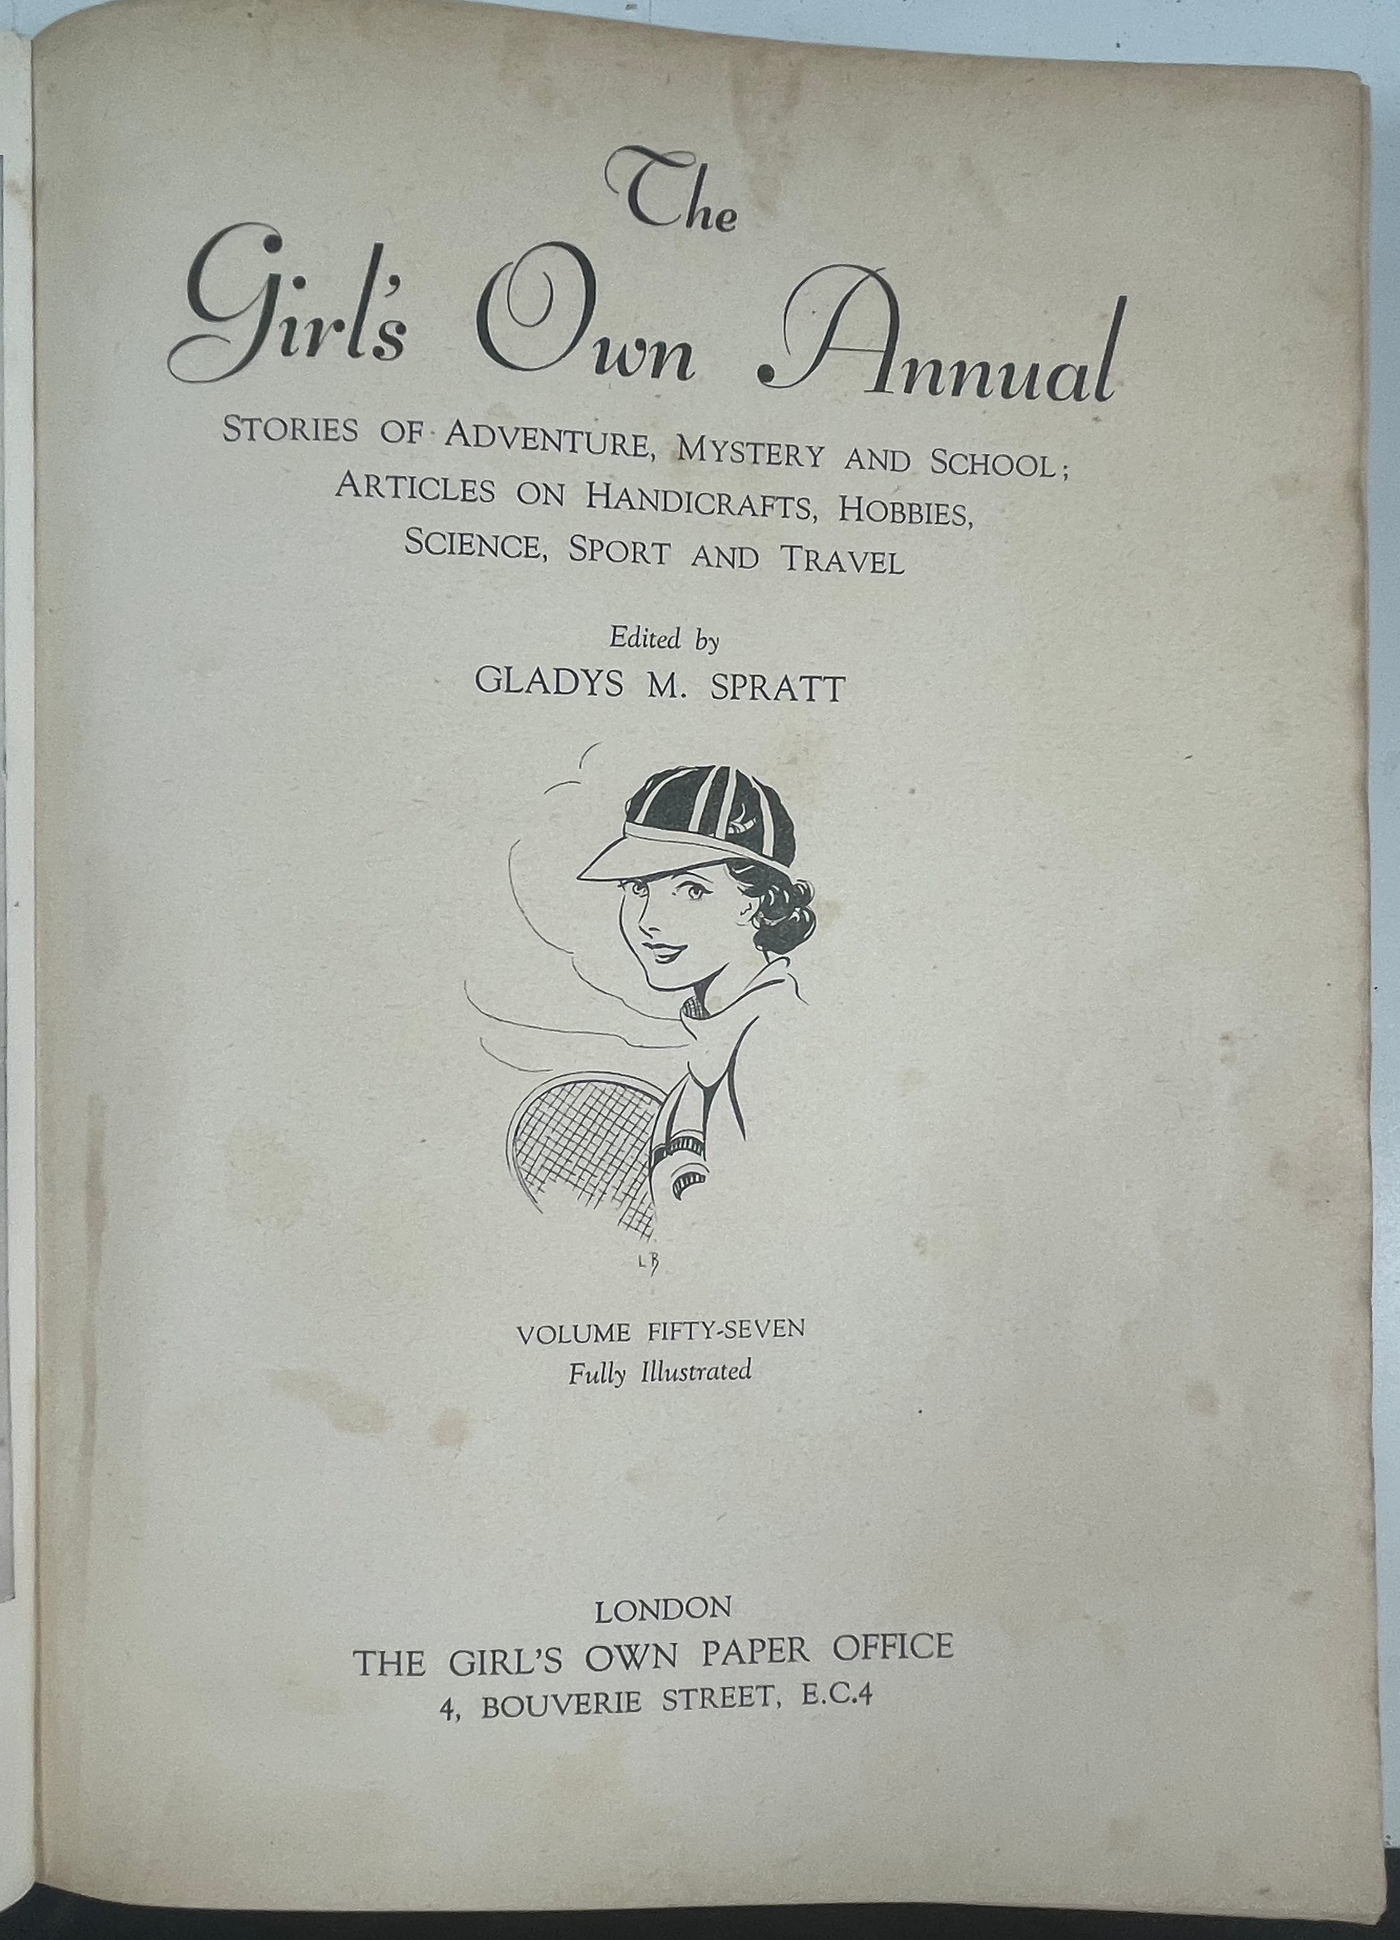 The
Girl's Own Annual
STORIES OF ADVENTURE, MYSTERY AND SCHOOL;
ARTICLES ON HANDICRAFTS, HOBBIES,
SCIENCE, SPORT AND TRAVEL
Edited by
GLADYS M. SPRATT
LB
VOLUME FIFTY-SEVEN
Fully Illustrated
LONDON
THE GIRL'S OWN PAPER OFFICE
4, BOUVERIE STREET, E.C.4